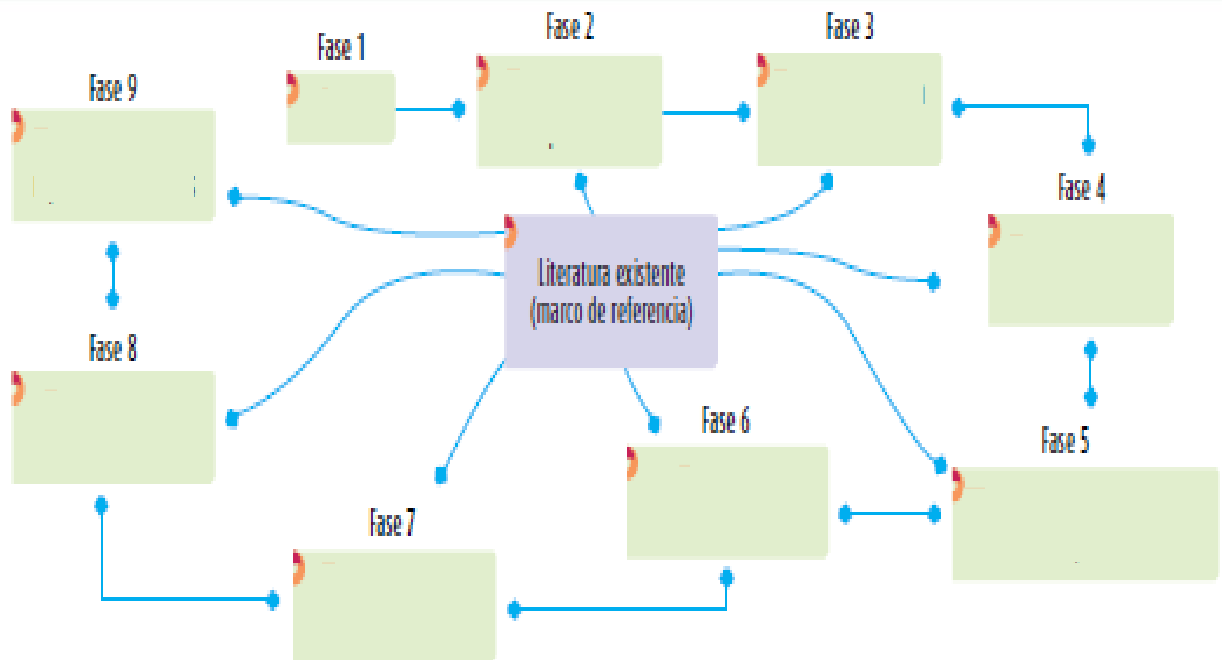 Fase 1
Fase 2
Fase 3
Fase 9
Fase 4
Literatura existente
(marco de referencia)
Fase 8
Fase 6
Fase 5
Fase 7